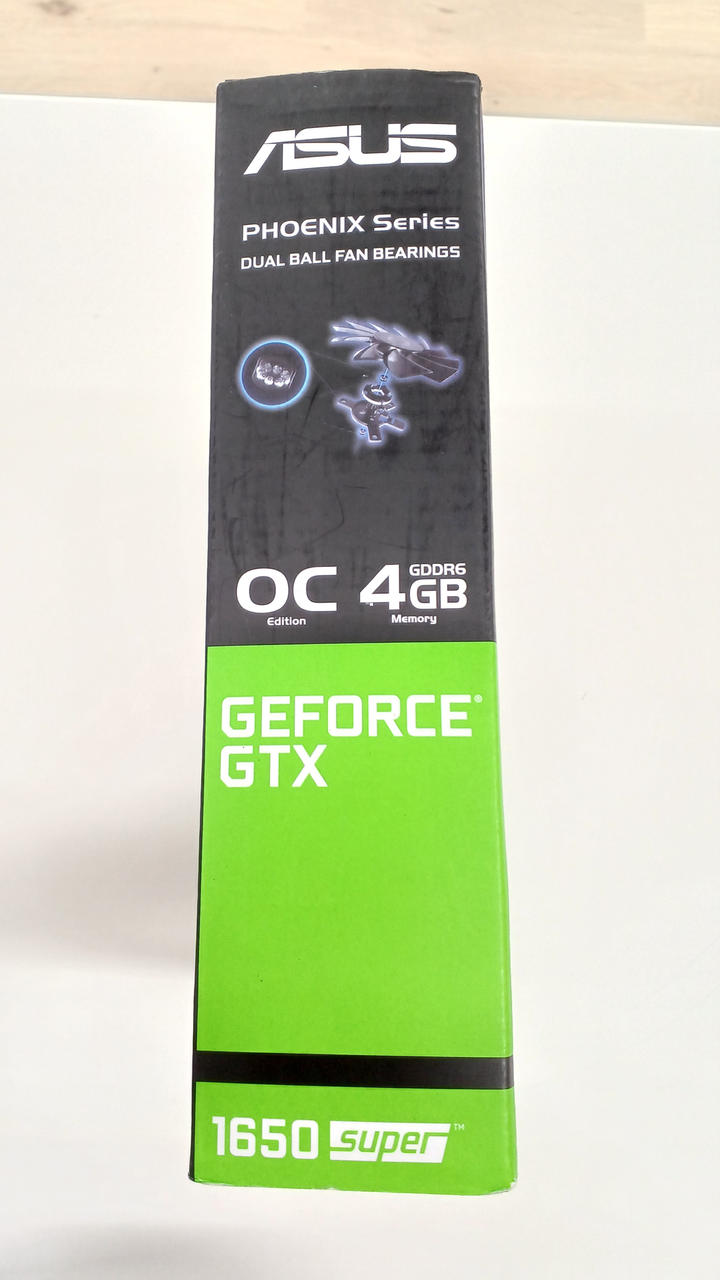 ASUS
PHOENIX Series
DUAL BALL FAN BEARINGS
OC 4GB
GDDR6
Edition
Memory
GEFORCE®
GTX
1650 SUPER™